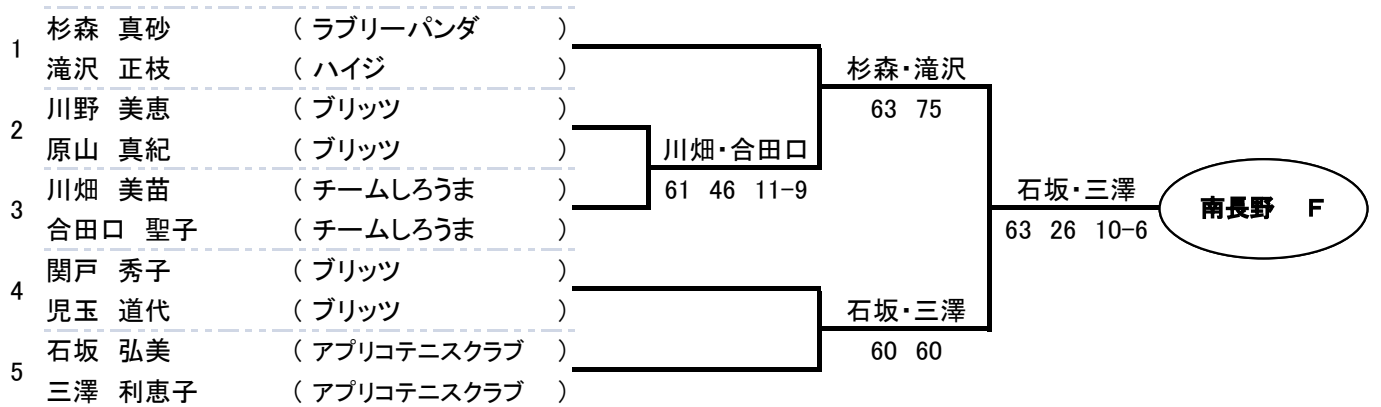 1
杉森 真砂 ( ラブリーパンダ )
滝沢 正枝 ( ハイジ )
2
川野 美恵 ( ブリッツ )
原山 真紀 ( ブリッツ )
3
川畑 美苗 ( チームしろうま )
合田口 聖子 ( チームしろうま )
4
関戸 秀子 ( ブリッツ )
児玉 道代 ( ブリッツ )
5
石坂 弘美 ( アプリコテニスクラブ )
三澤 利恵子 ( アプリコテニスクラブ )
川畑・合田口
61 46 11-9
杉森・滝沢
63 75
石坂・三澤
60 60
石坂・三澤
63 26 10-6
南長野 F